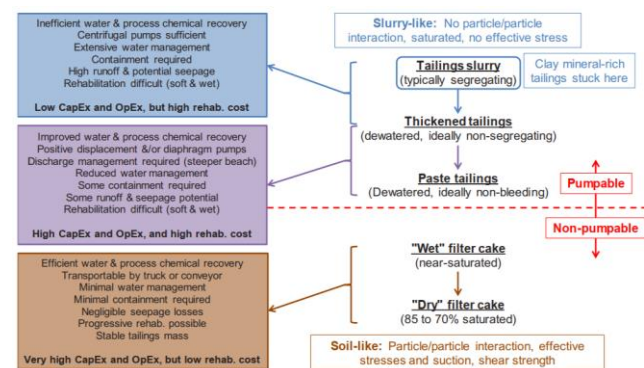 Inefficient water & process chemical recovery
Centrifugal pumps sufficient
Extensive water management
Containment required
High runoff & potential seepage
Rehabilitation difficult (soft & wet)
Low CapEx and OpEx, but high rehab. cost
Slurry-like: No particle/particle
interaction, saturated, no effective stress
Tailings slurry
(typically segregating)
Clay mineral-rich
tailings stuck here
Thickened tailings
(dewatered, ideally non-segregating)
Improved water & process chemical recovery
Positive displacement &/or diaphragm pumps
Discharge management required (steeper beach)
Reduced water management
Some containment required
Some runoff & seepage potential
Rehabilitation difficult (soft & wet)
High CapEx and OpEx, and high rehab. cost
Paste tailings
(Dewatered, ideally non-bleeding)
Pumpable
Non-pumpable
Efficient water & process chemical recovery
Transportable by truck or conveyor
Minimal water management
Minimal containment required
Negligible seepage losses
Progressive rehab. possible
Stable tailings mass
Very high CapEx and OpEx, but low rehab. cost
"Wet" filter cake
(near-saturated)
"Dry" filter cake
(85 to 70% saturated)
Soil-like: Particle/particle interaction, effective
stresses and suction, shear strength